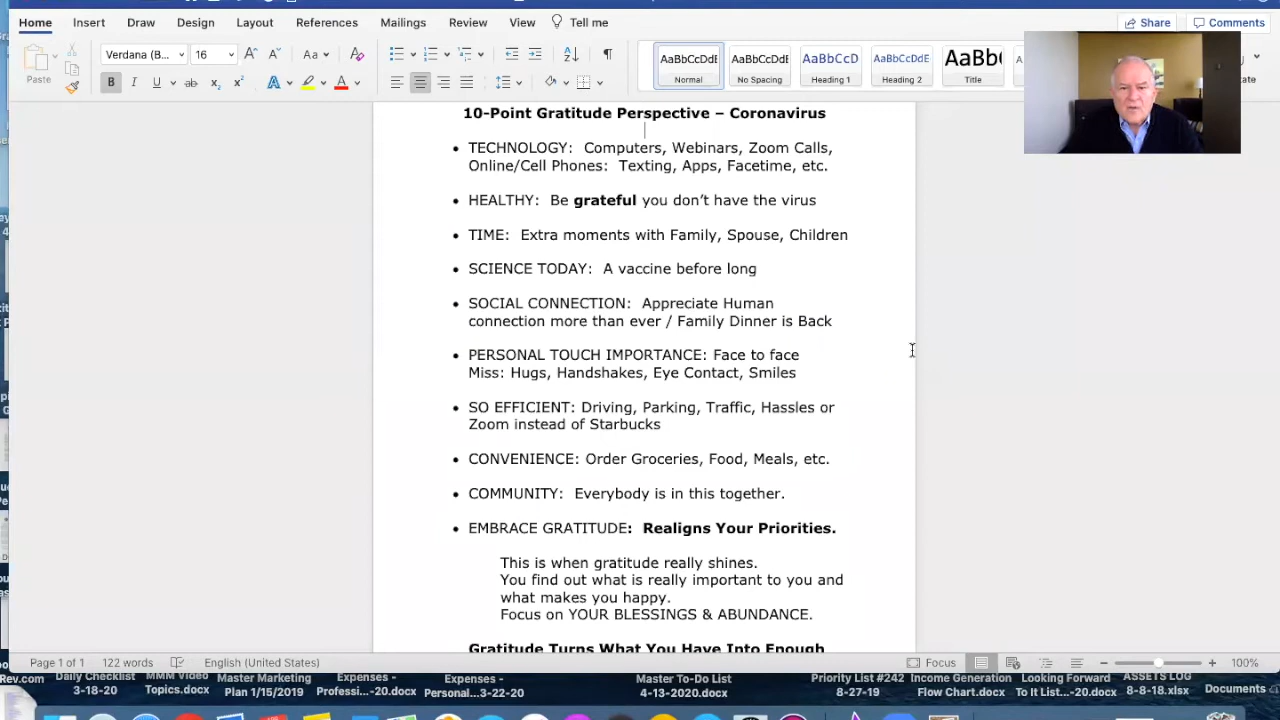 Home Insert Draw Design Layout References Mailings Review View Tell me Share Comments
Verdana (B... 16 Aa AaBbCcDdE AaBbCcDdE AaBbCcD AaBbCcDdE AaBb
Paste B I U ab x A A Normal No Spacing Heading 1 Heading 2 Title
10-Point Gratitude Perspective – Coronavirus
• TECHNOLOGY: Computers, Webinars, Zoom Calls,
Online/Cell Phones: Texting, Apps, Facetime, etc.
• HEALTHY: Be grateful you don’t have the virus
• TIME: Extra moments with Family, Spouse, Children
• SCIENCE TODAY: A vaccine before long
• SOCIAL CONNECTION: Appreciate Human
connection more than ever / Family Dinner is Back
• PERSONAL TOUCH IMPORTANCE: Face to face
Miss: Hugs, Handshakes, Eye Contact, Smiles
• SO EFFICIENT: Driving, Parking, Traffic, Hassles or
Zoom instead of Starbucks
• CONVENIENCE: Order Groceries, Food, Meals, etc.
• COMMUNITY: Everybody is in this together.
• EMBRACE GRATITUDE: Realigns Your Priorities.
This is when gratitude really shines.
You find out what is really important to you and
what makes you happy.
Focus on YOUR BLESSINGS & ABUNDANCE.
Gratitude Turns What You Have Into Enough
Page 1 of 1 122 words English (United States) Focus 100%
Rev.com Daily Checklist MMM Video Master Marketing Expenses - Expenses - Master To-Do List Priority List #242 Income Generation Looking Forward ASSETS.xlsx Documents
3-18-20 Topics.docx Plan 1/15/2019 Professi...-20.docx Personal...3-22-20 4-13-2020.docx 8-27-19 Flow Chart.docx To It List...-20.docx 8-8-18.xlsx